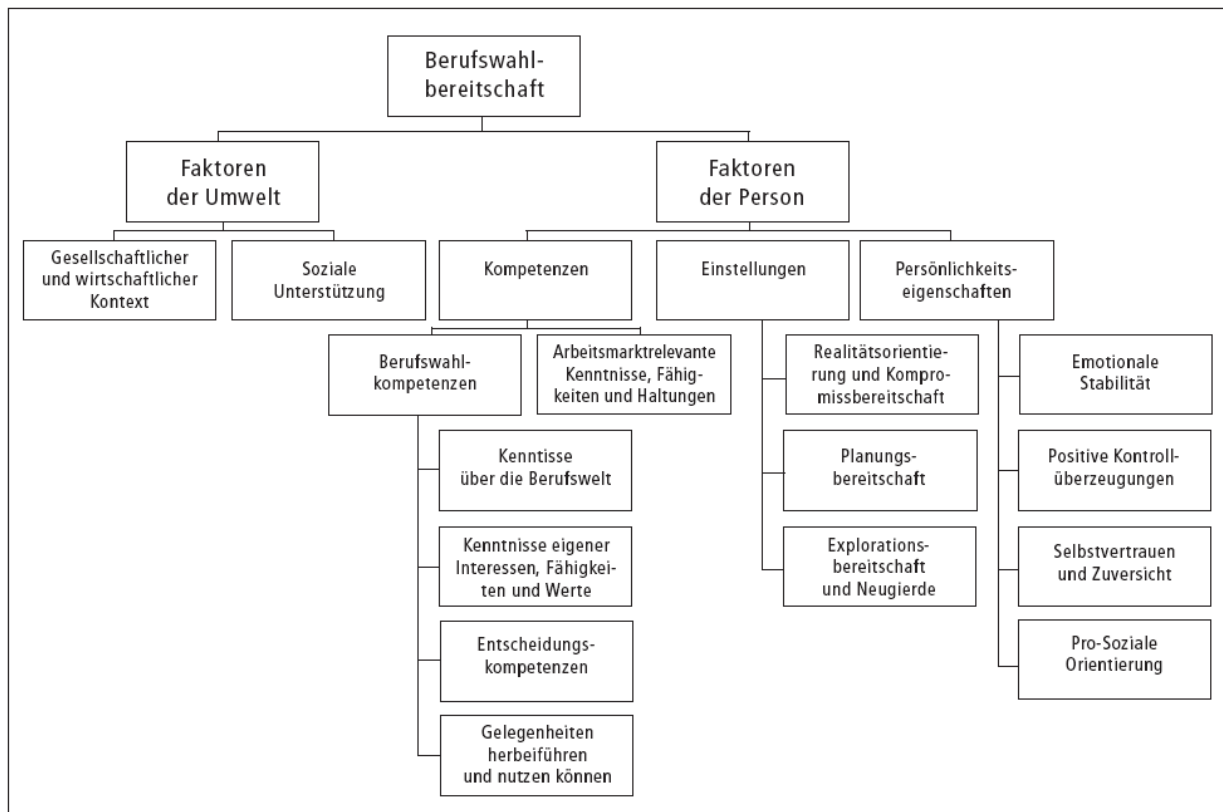 Berufswahl-
bereitschaft
Faktoren
der Umwelt
Faktoren
der Person
Gesellschaftlicher
und wirtschaftlicher
Kontext
Soziale
Unterstützung
Kompetenzen
Einstellungen
Persönlichkeits-
eigenschaften
Berufswahl-
kompetenzen
Arbeitsmarktrelevante
Kenntnisse, Fähig-
keiten und Haltungen
Realitätsorientie-
rung und Kompro-
missbereitschaft
Emotionale
Stabilität
Kenntisse
über die Berufswelt
Planungs-
bereitschaft
Positive Kontroll-
überzeugungen
Kenntnisse eigener
Interessen, Fähigkei-
ten und Werte
Explorations-
bereitschaft
und Neugierde
Selbstvertrauen
und Zuversicht
Entscheidungs-
kompetenzen
Pro-Soziale
Orientierung
Gelegenheiten
herbeiführen
und nutzen können